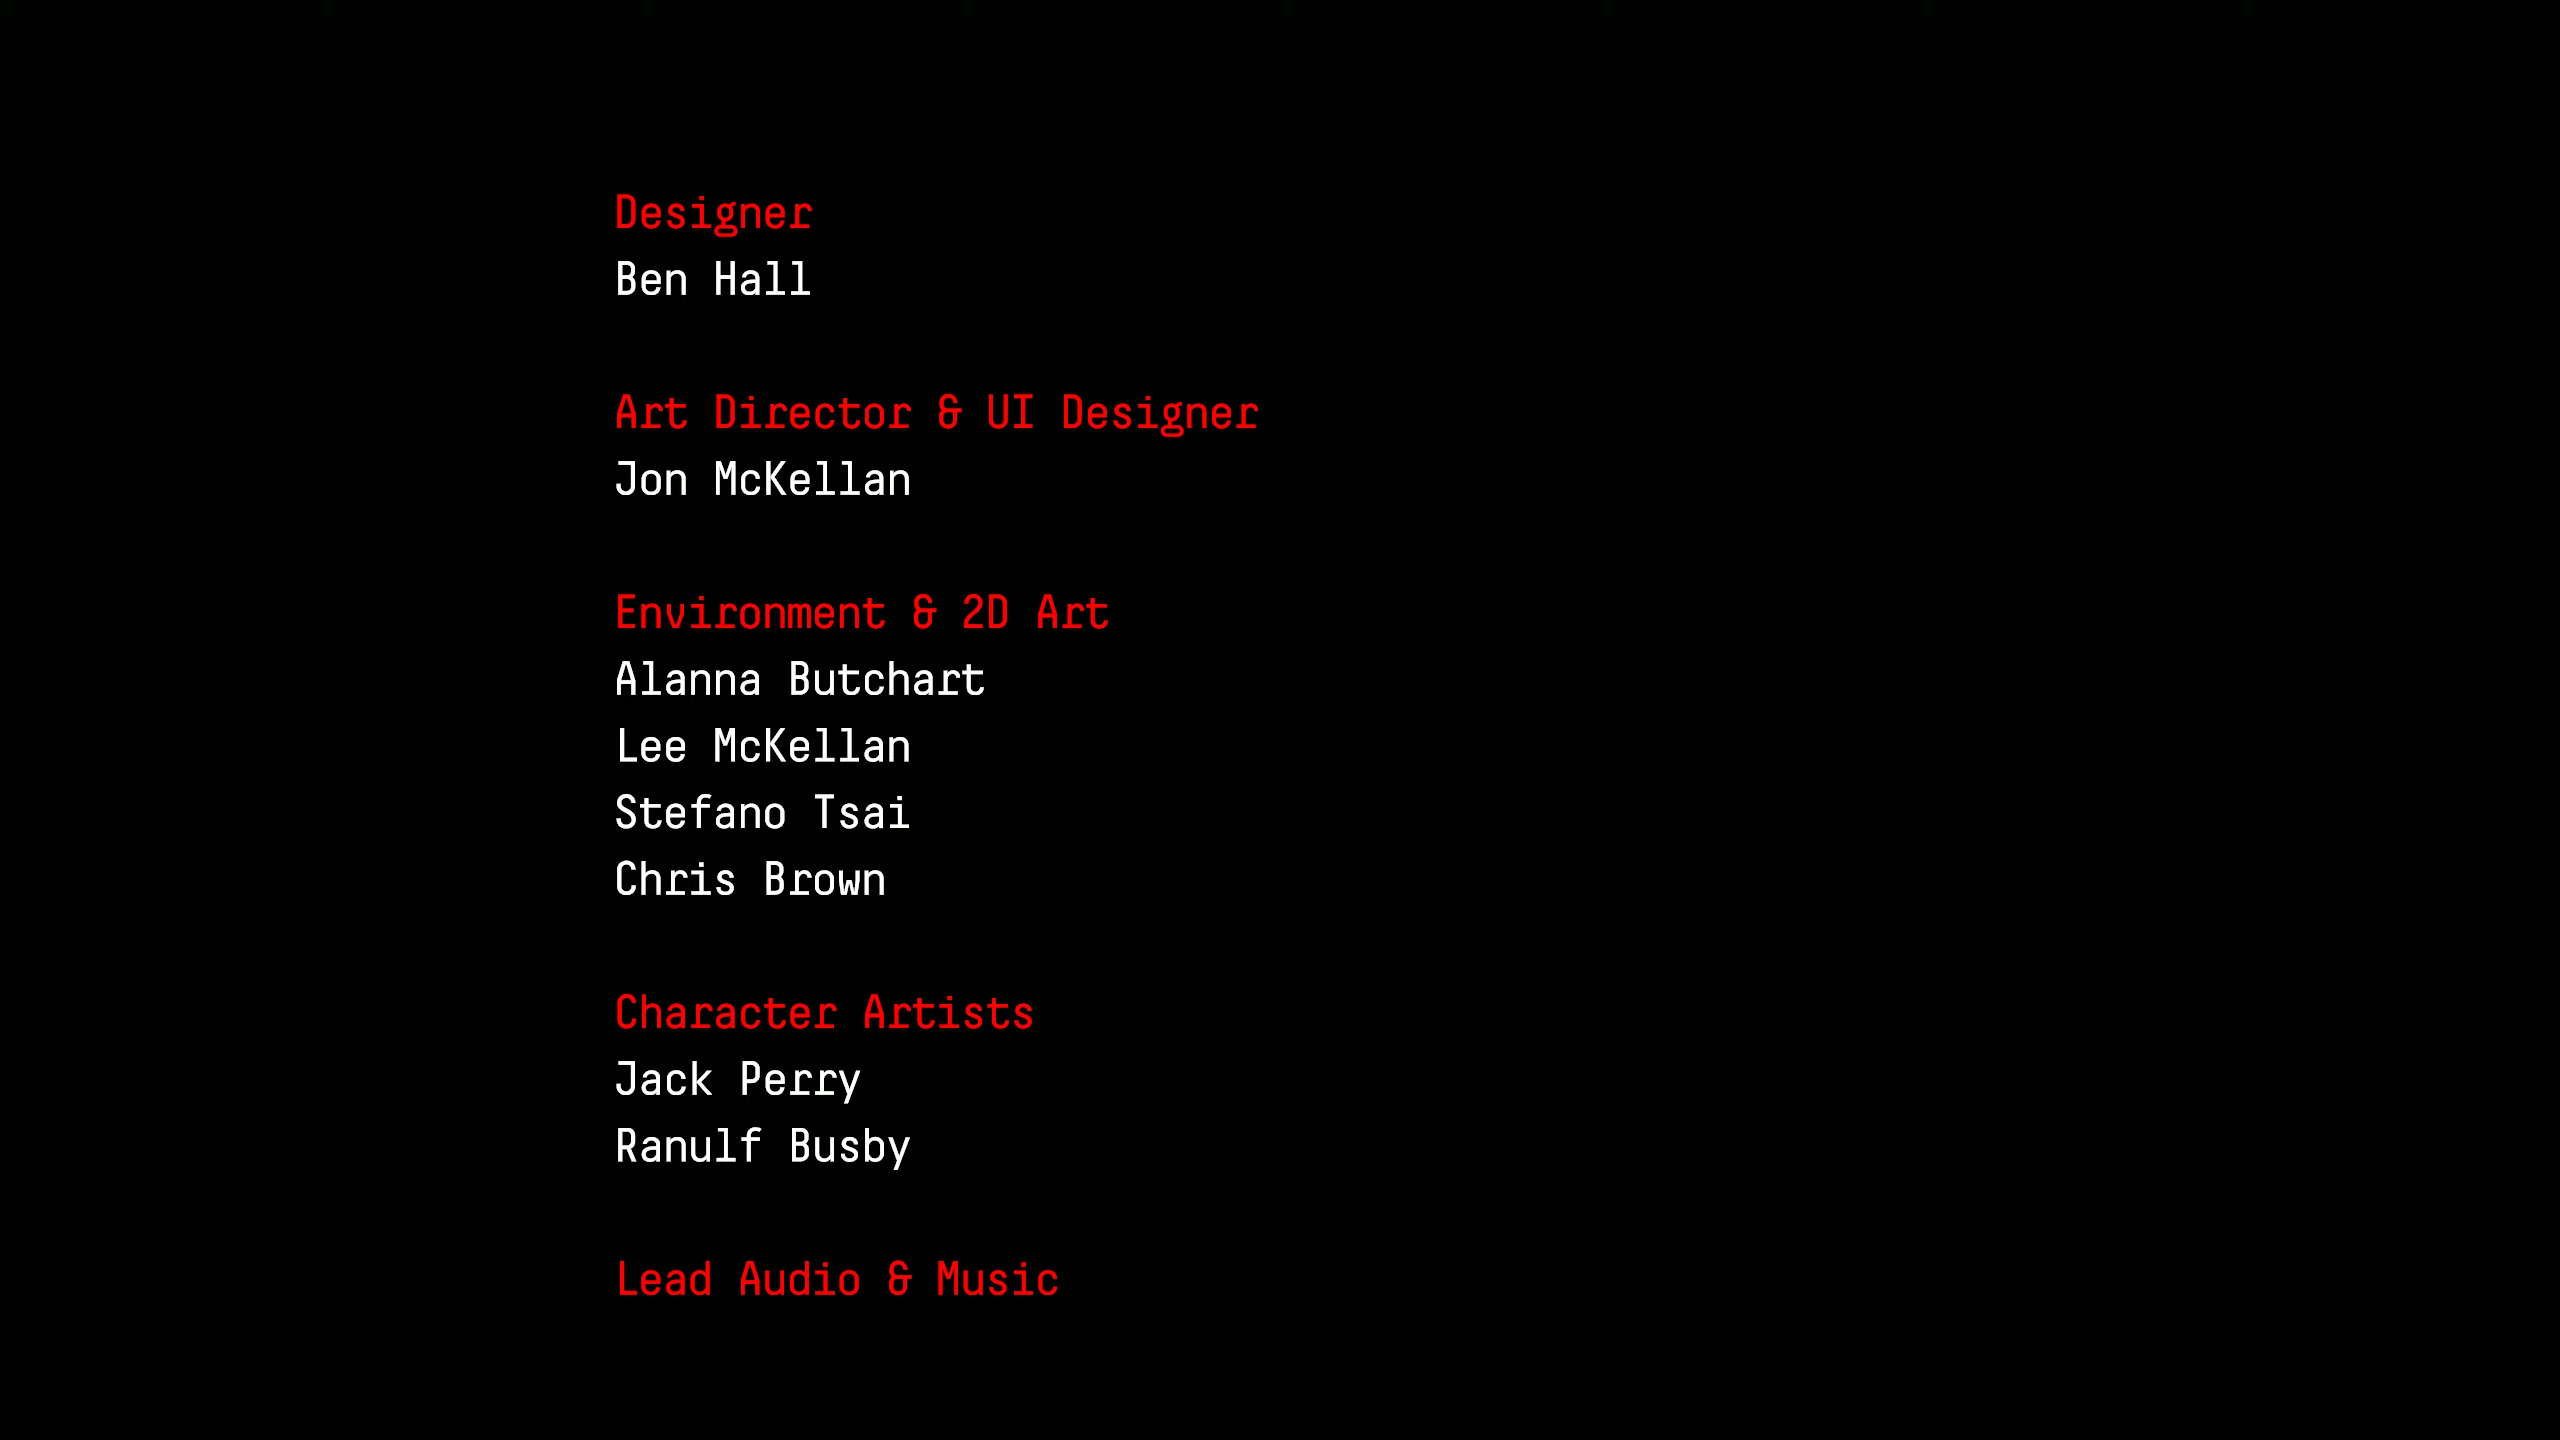 Designer
Ben Hall
Art Director & UI Designer
Jon McKellan
Environment & 2D Art
Alanna Butchart
Lee McKellan
Stefano Tsai
Chris Brown
Character Artists
Jack Perry
Ranulf Busby
Lead Audio & Music